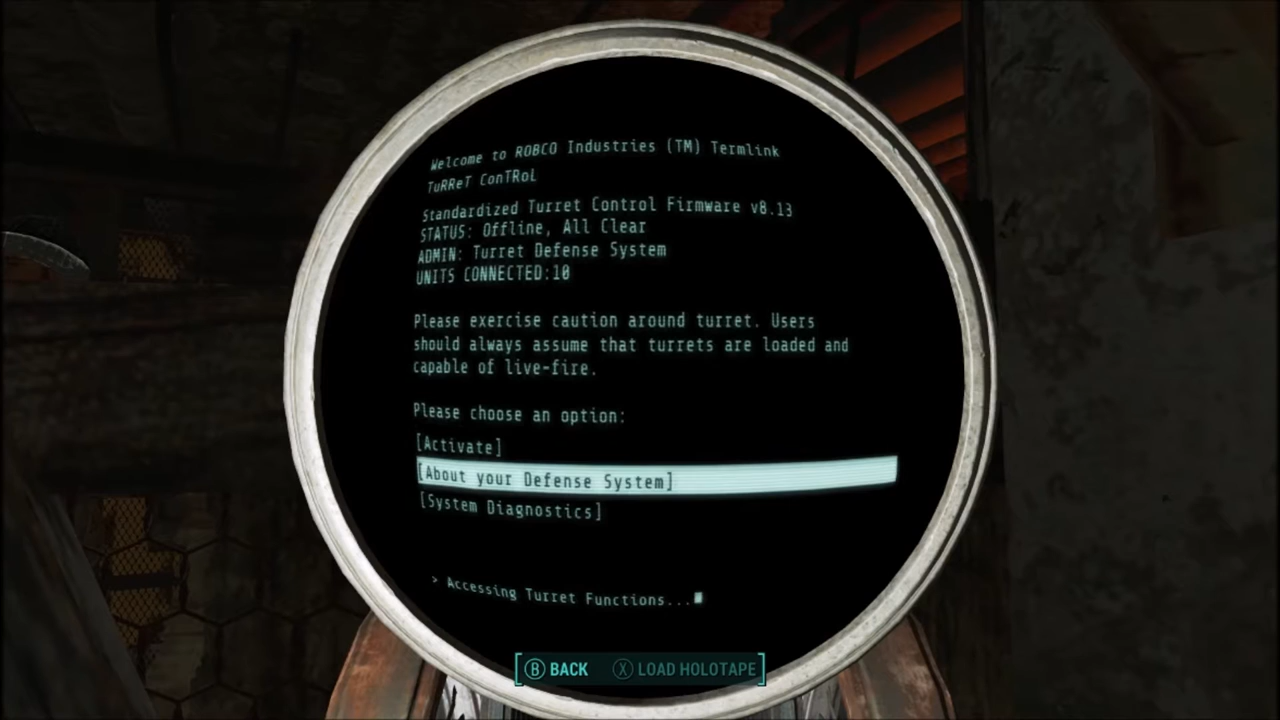 Welcome to ROBCO Industries (TM) Termlink
TuRReT ConTRoL
Standardized Turret Control Firmware v8.13
STATUS: Offline, All Clear
ADMIN: Turret Defense System
UNITS CONNECTED:10
Please exercise caution around turret. Users
should always assume that turrets are loaded and
capable of live-fire.
Please choose an option:
[Activate]
[About your Defense System]
[System Diagnostics]
> Accessing Turret Functions...
B BACK X LOAD HOLOTAPE